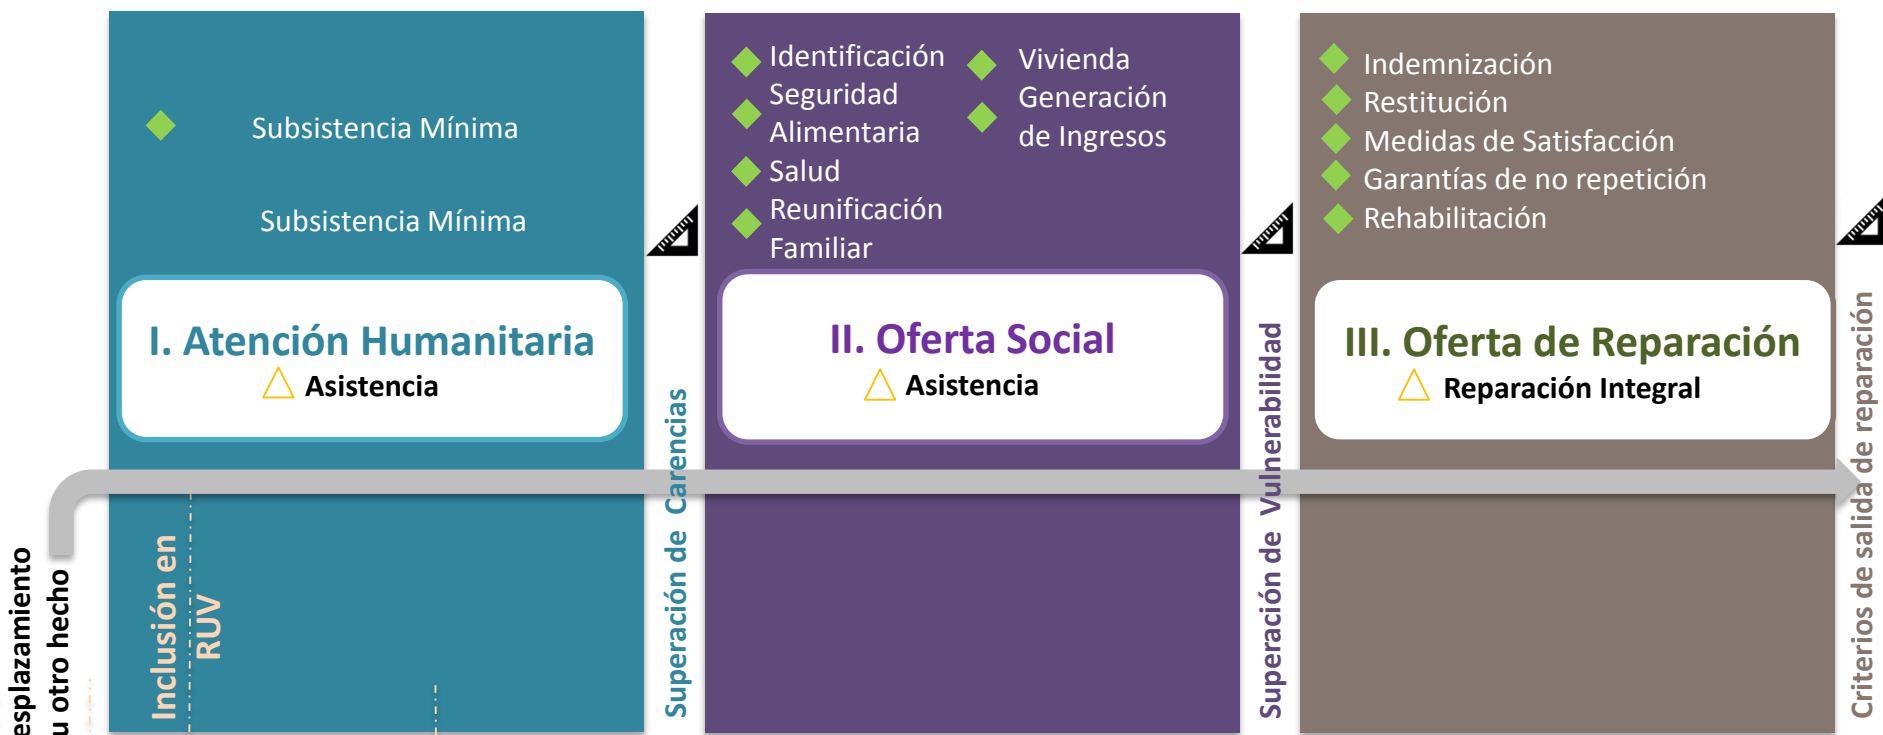 Subsistencia Mínima
Subsistencia Mínima
I. Atención Humanitaria
Asistencia
Inclusión en
RUV
esplazamiento
u otro hecho
Superación de Carencias
Identificación
Seguridad
Alimentaria
Salud
Reunificación
Familiar
Vivienda
Generación
de Ingresos
II. Oferta Social
Asistencia
Superación de Vulnerabilidad
Indemnización
Restitución
Medidas de Satisfacción
Garantías de no repetición
Rehabilitación
III. Oferta de Reparación
Reparación Integral
Criterios de salida de reparación